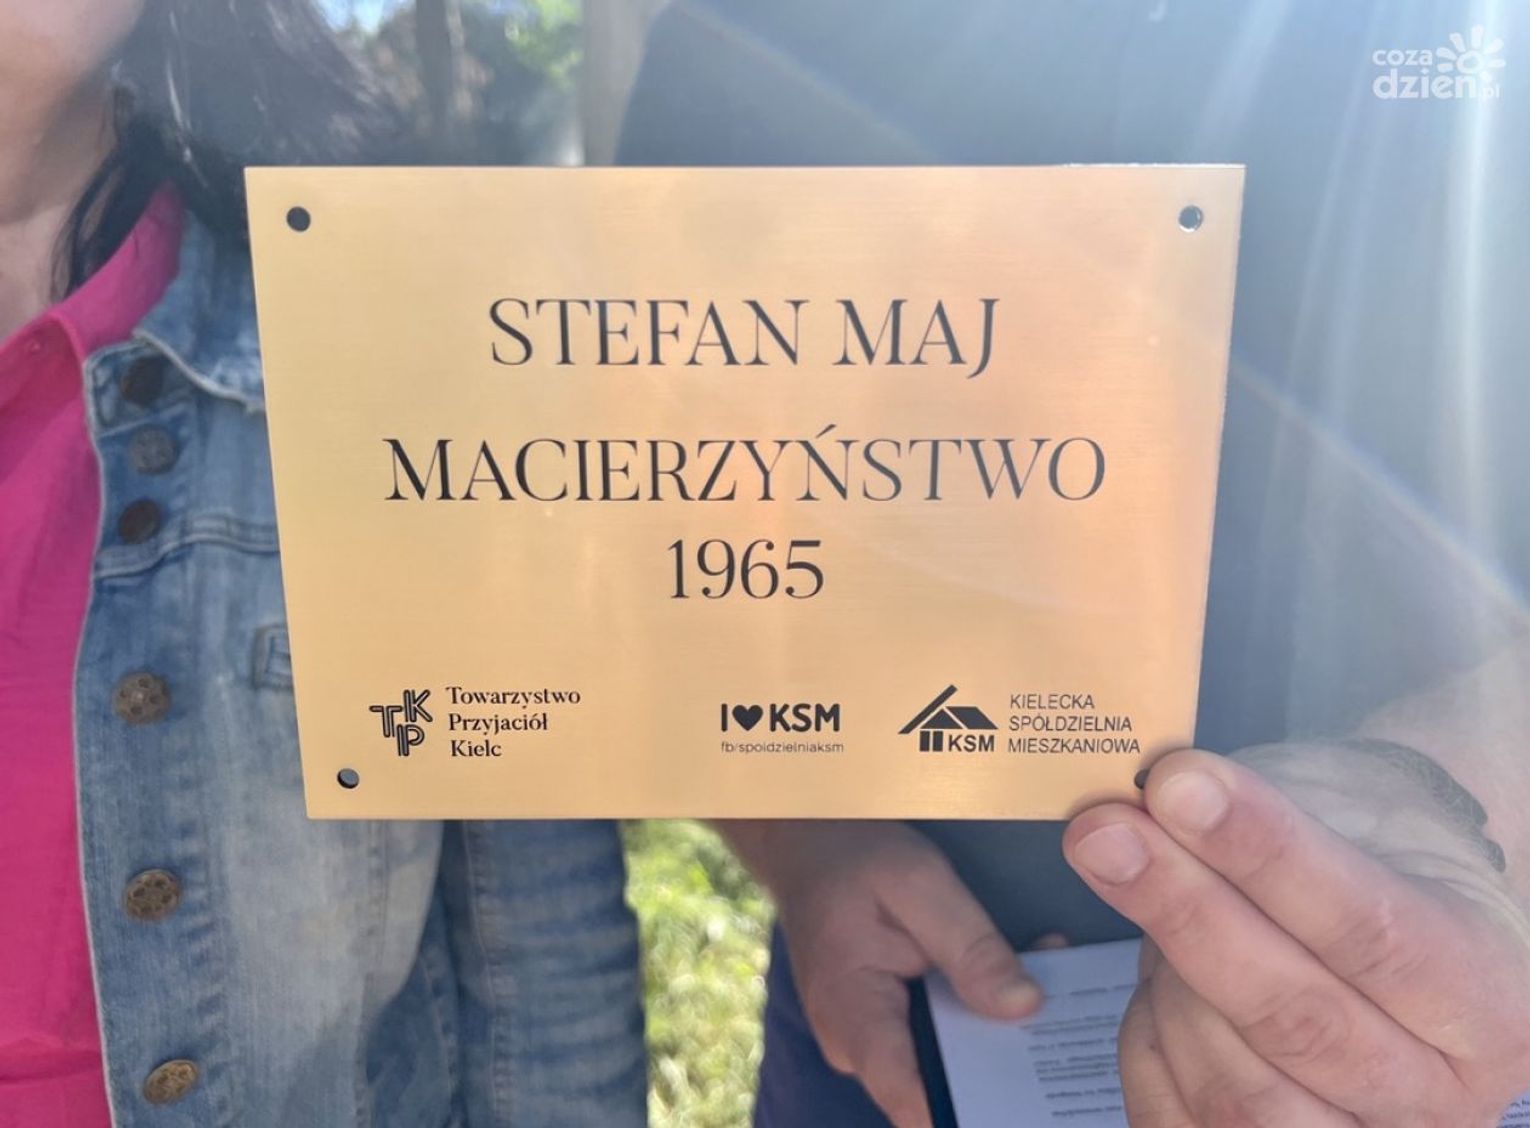 coza
dzien.pl
STEFAN MAJ
MACIERZYŃSTWO
1965
TKP
Towarzystwo
Przyjaciół
Kielc
I♥KSM
fb/spoldzielniaksm
KSM
KIELECKA
SPÓŁDZIELNIA
MIESZKANIOWA